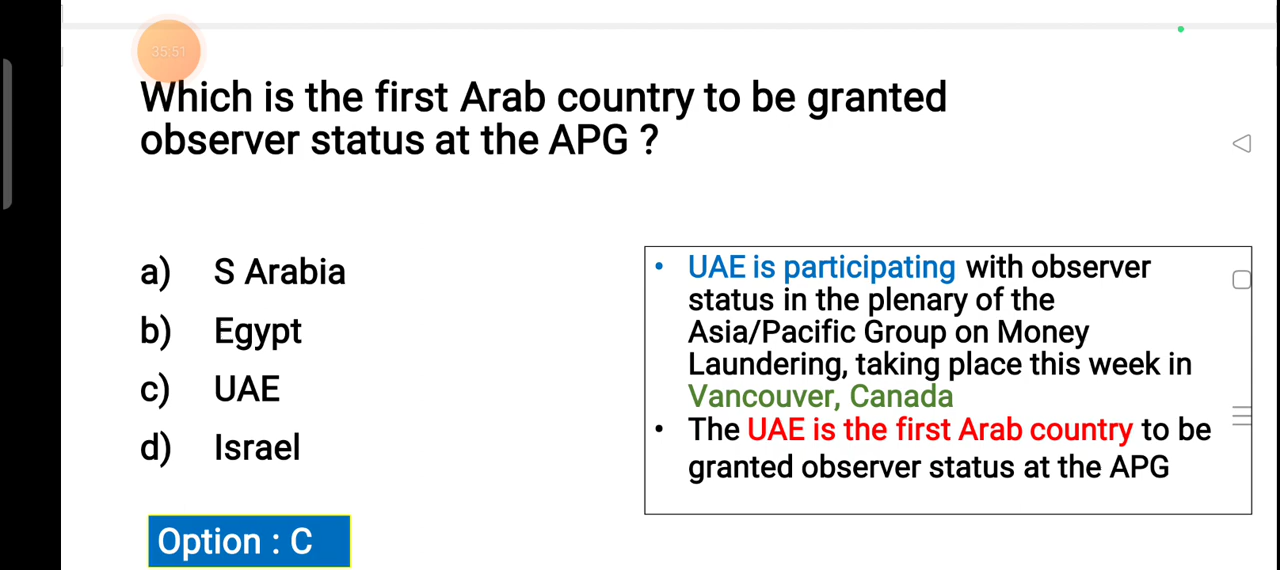 35:51
Which is the first Arab country to be granted
observer status at the APG ?
a) S Arabia
b) Egypt
c) UAE
d) Israel
Option : C
• UAE is participating with observer
status in the plenary of the
Asia/Pacific Group on Money
Laundering, taking place this week in
Vancouver, Canada
• The UAE is the first Arab country to be
granted observer status at the APG